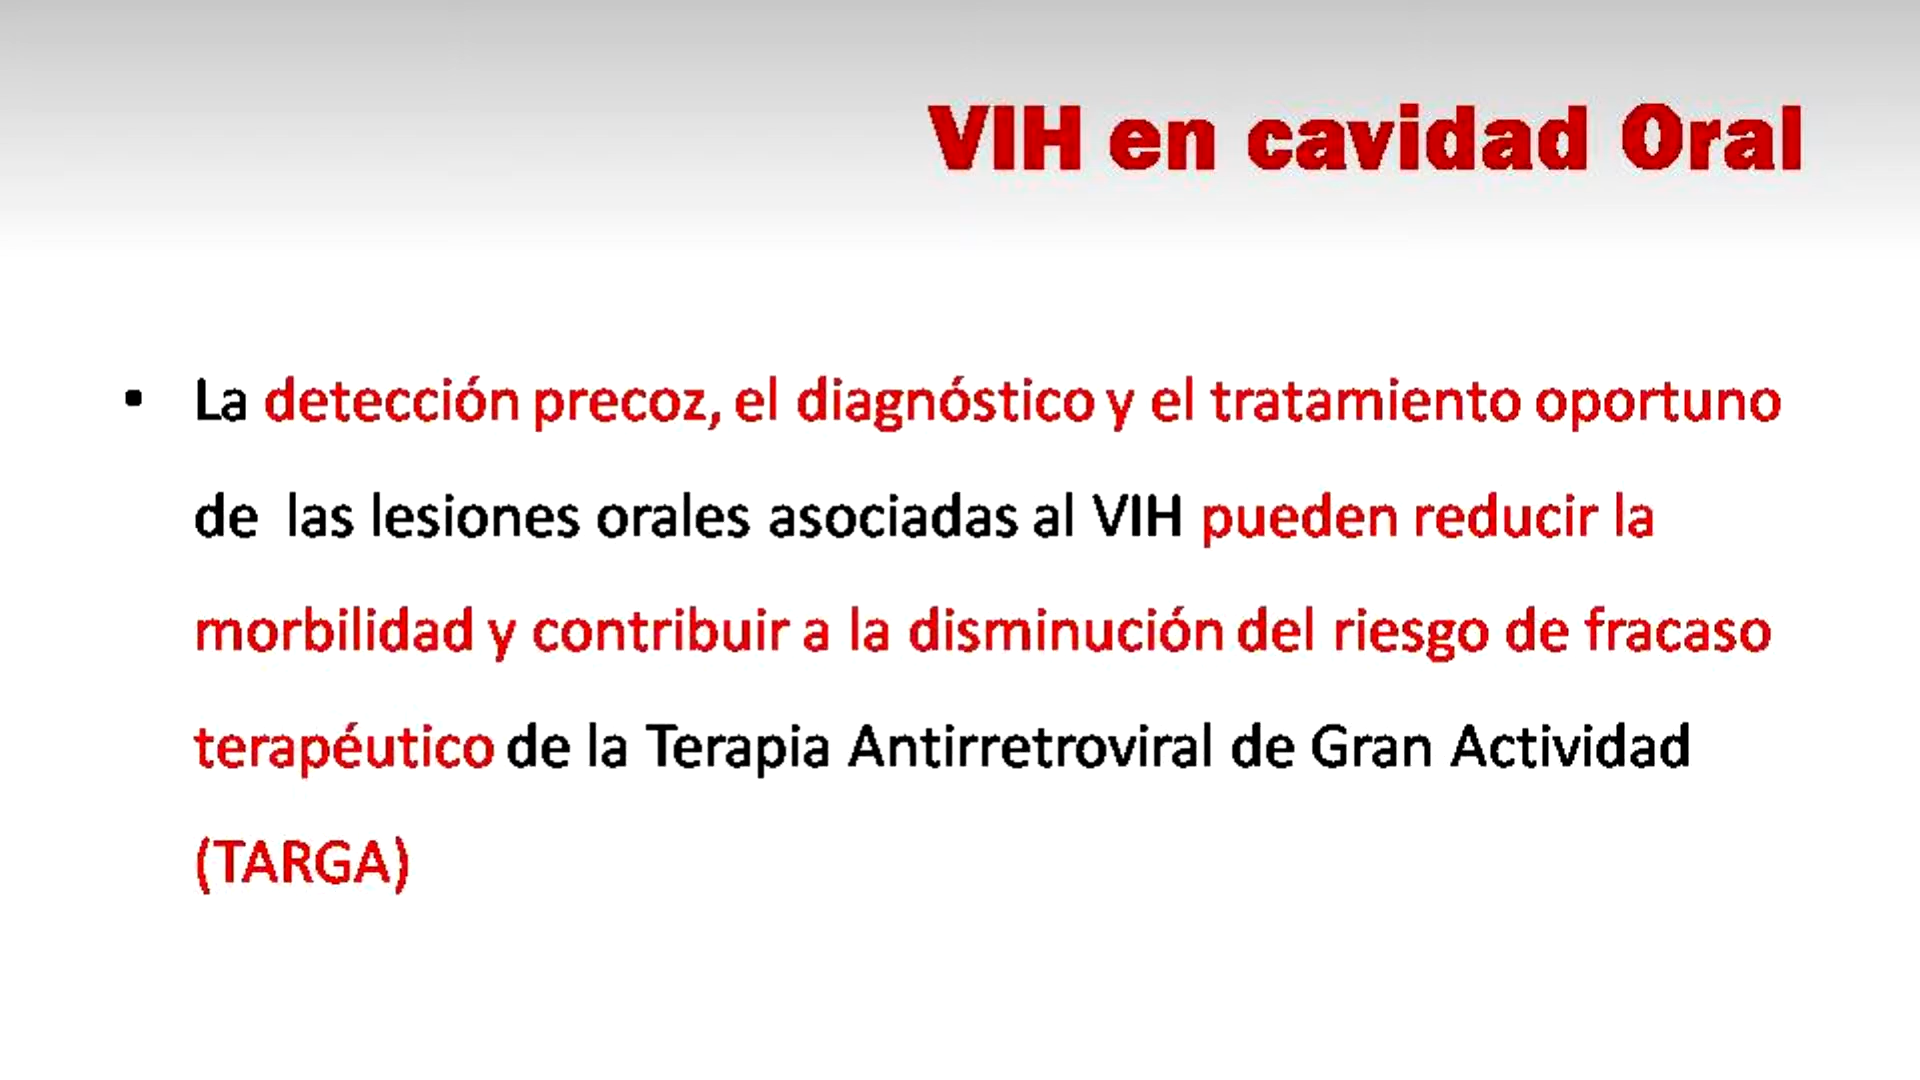 VIH en cavidad Oral
• La detección precoz, el diagnóstico y el tratamiento oportuno
de las lesiones orales asociadas al VIH pueden reducir la
morbilidad y contribuir a la disminución del riesgo de fracaso
terapéutico de la Terapia Antirretroviral de Gran Actividad
(TARGA)